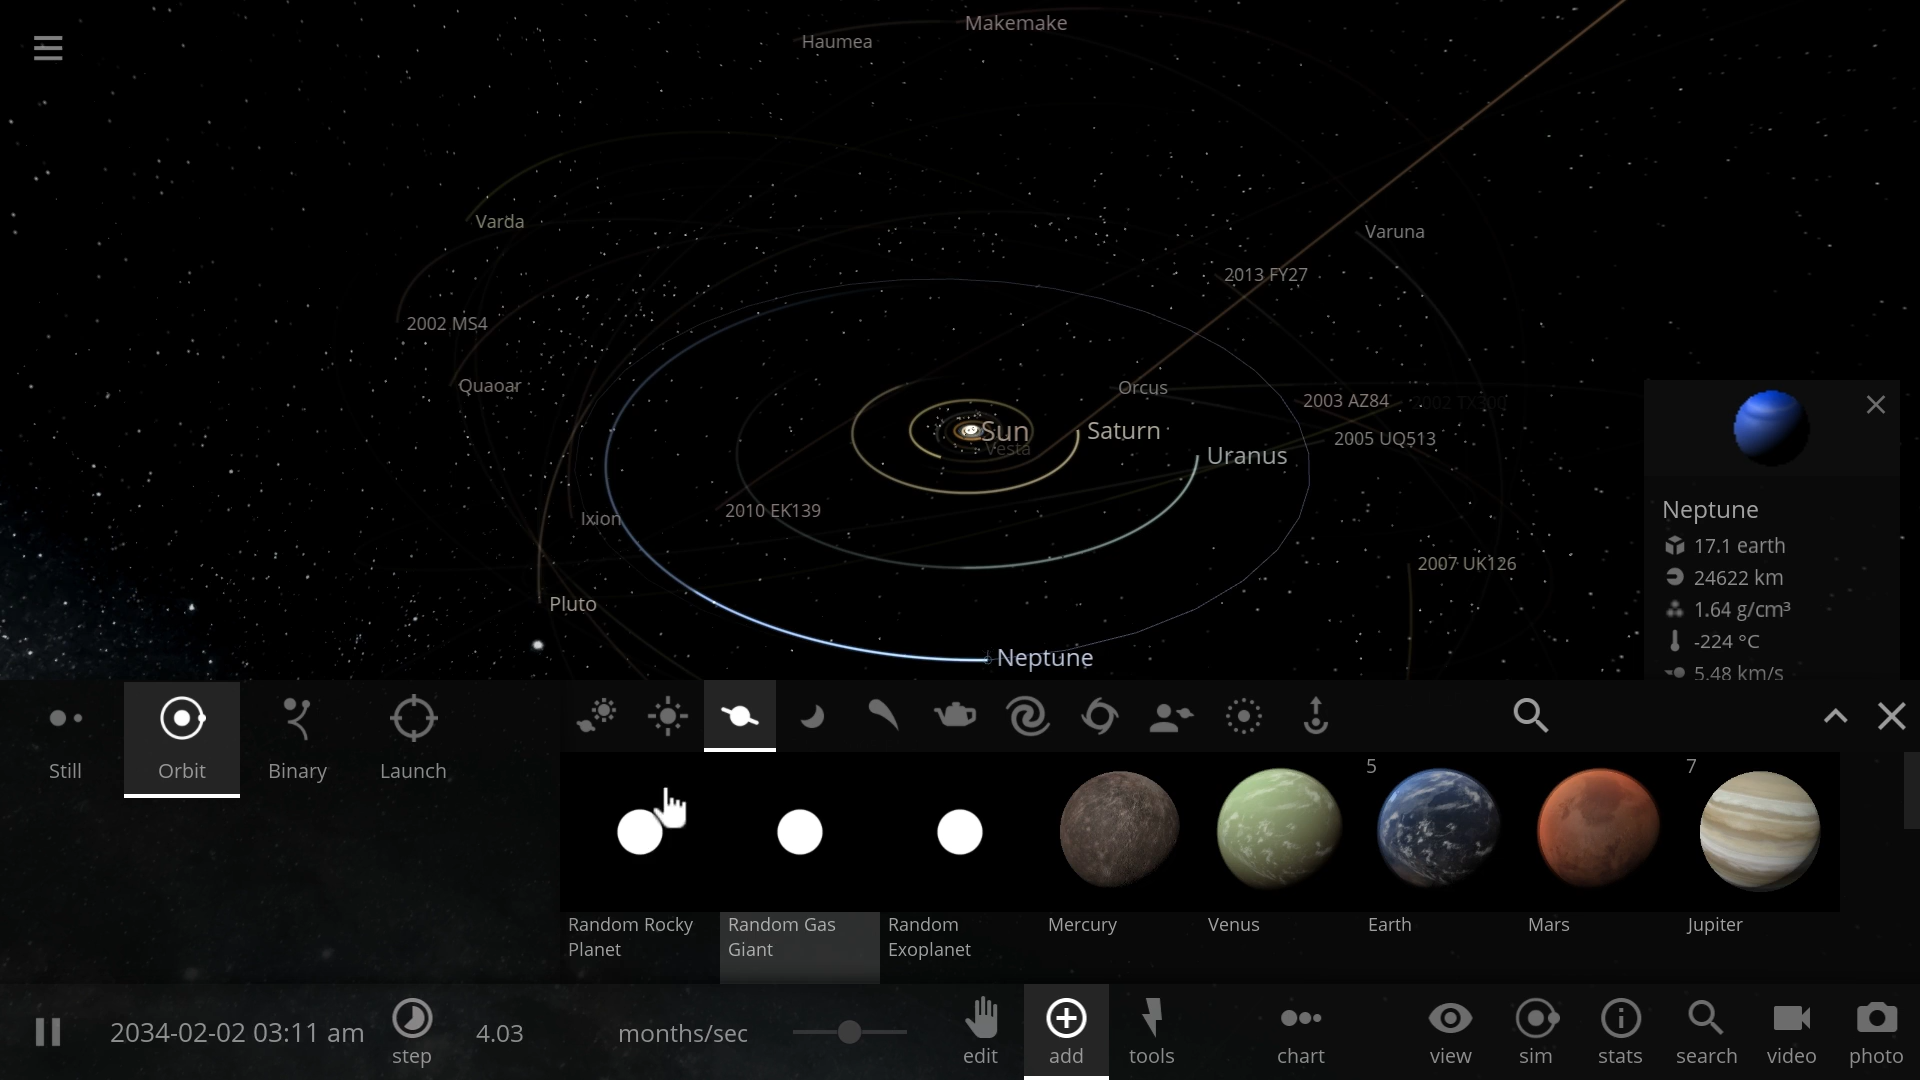 Makemake
Haumea
Varda
Varuna
2013 FY27
2002 MS4
Quaoar
Orcus
2003 AZ84
2002 TX300
Sun
Saturn
2005 UQ513
Vesta
Uranus
2010 EK139
Ixion
Neptune
17.1 earth
2007 UK126
24622 km
Pluto
1.64 g/cm³
-224 °C
Neptune
5.48 km/s
Still
Orbit
Binary
Launch
5
7
Random Rocky
Planet
Random Gas
Giant
Random
Exoplanet
Mercury
Venus
Earth
Mars
Jupiter
2034-02-02 03:11 am
step
4.03
months/sec
edit
add
tools
chart
view
sim
stats
search
video
photo